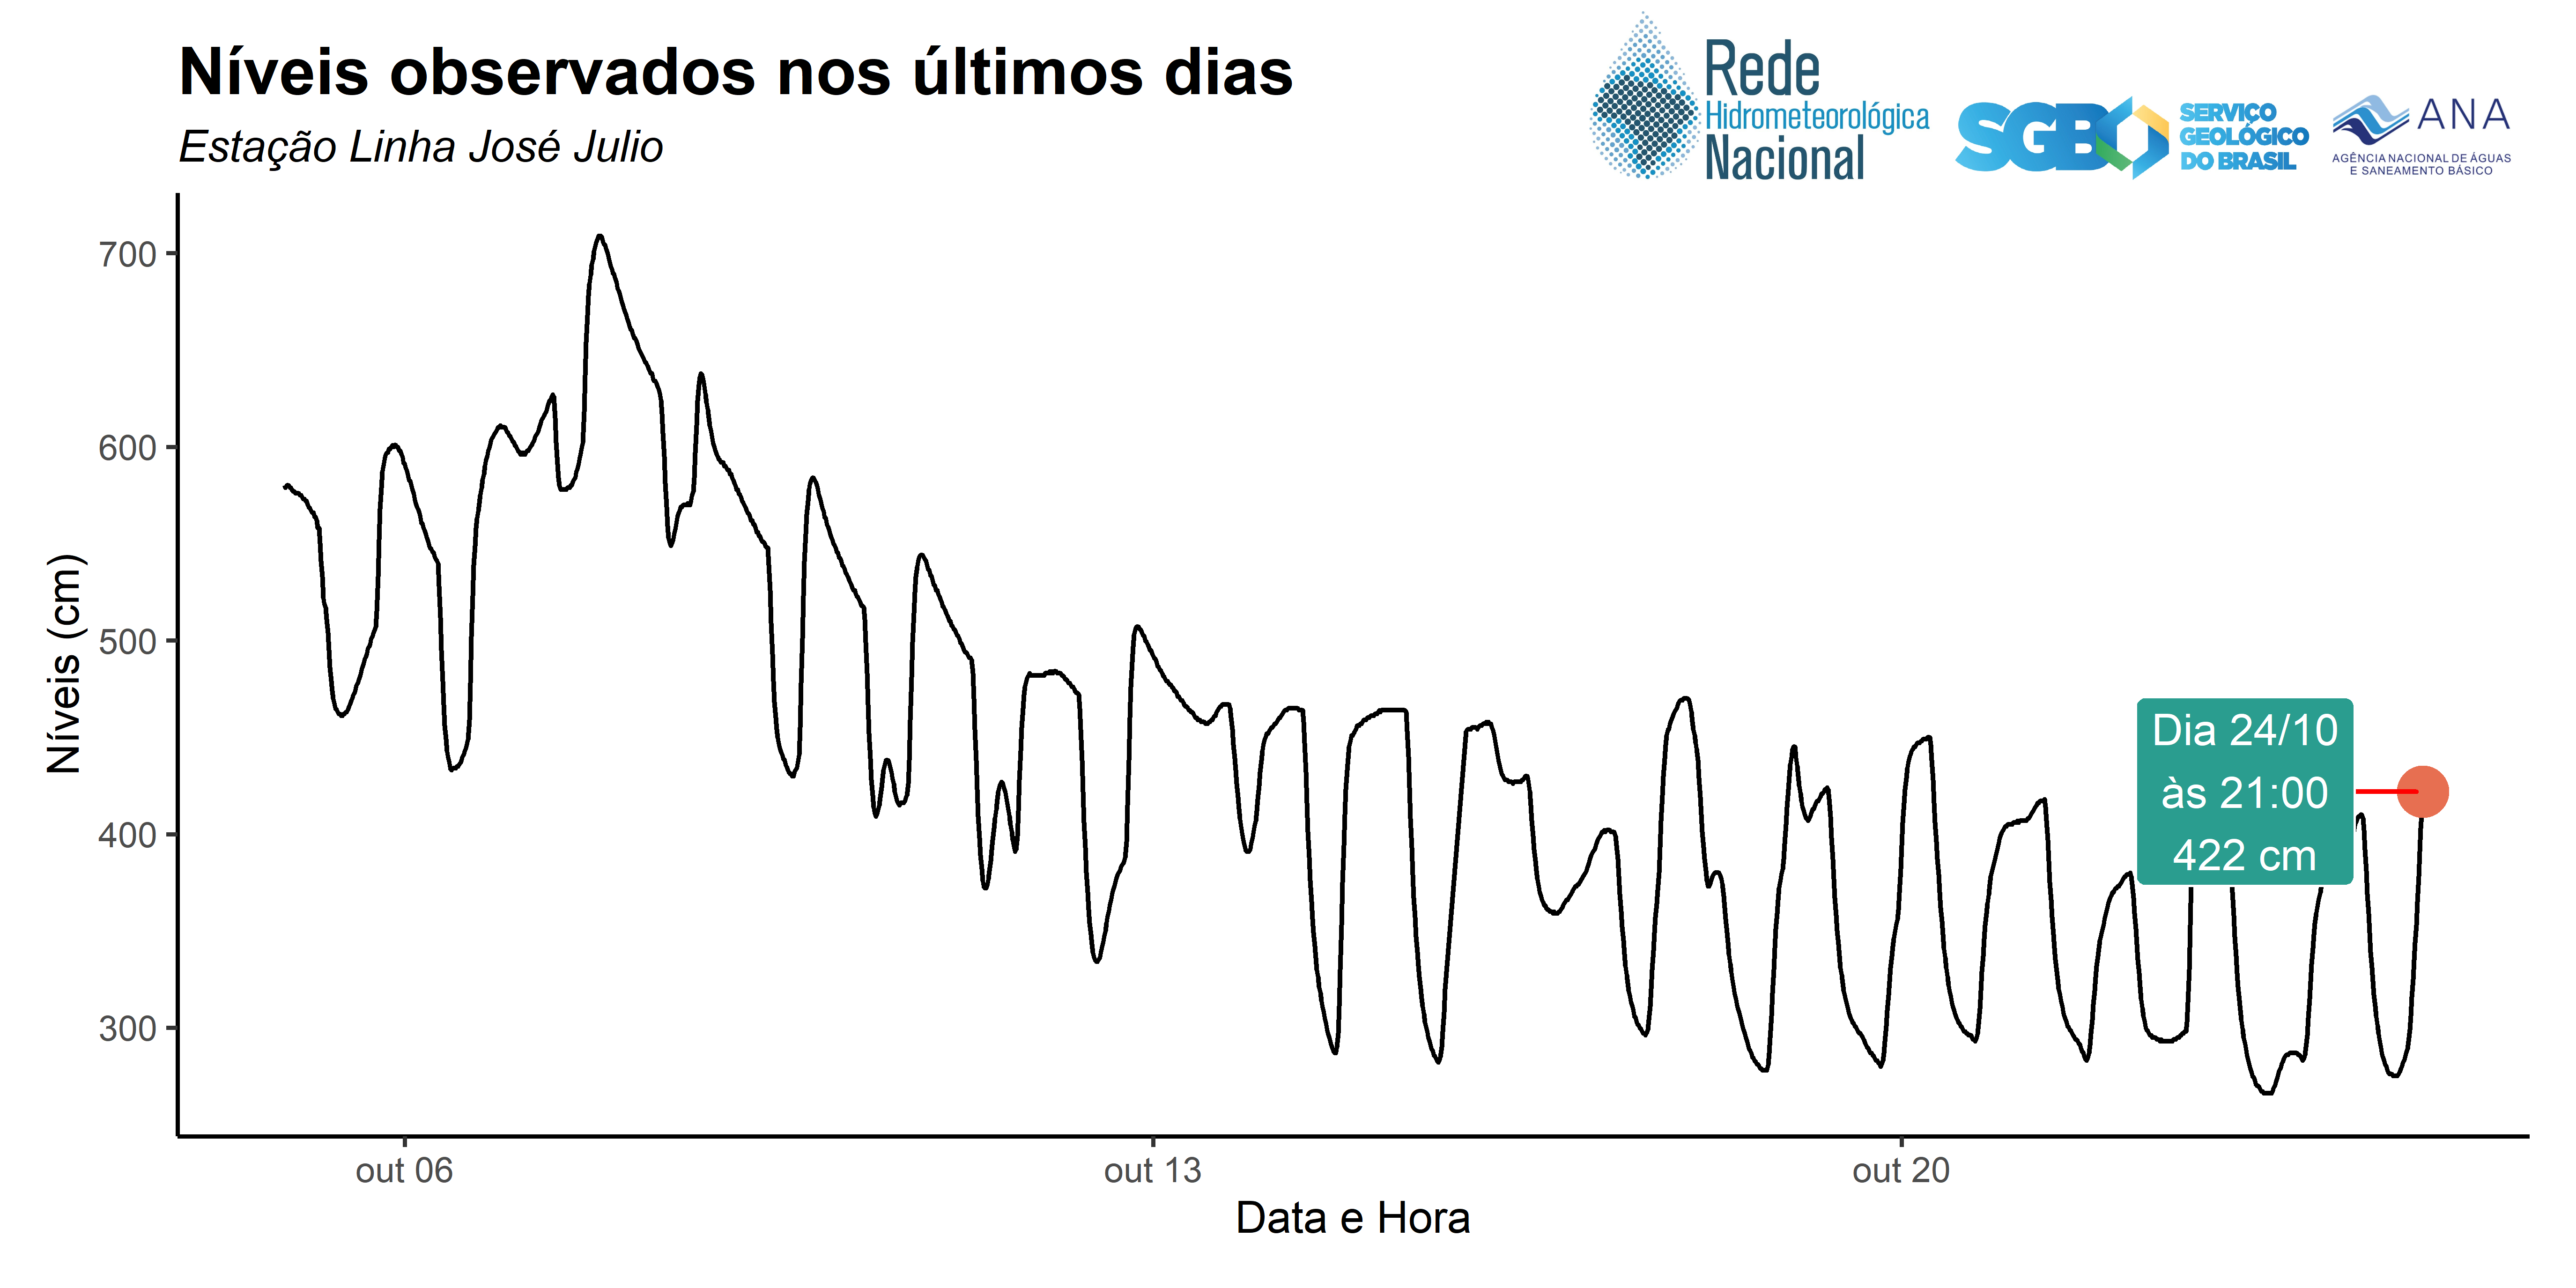 Níveis observados nos últimos dias
Estação Linha José Julio
Rede
Hidrometeorológica
Nacional
SGB
SERVIÇO
GEOLÓGICO
DO BRASIL
ANA
AGÊNCIA NACIONAL DE ÁGUAS
E SANEAMENTO BÁSICO
Níveis (cm)
700
600
500
400
300
Dia 24/10
às 21:00
422 cm
out 06
out 13
out 20
Data e Hora